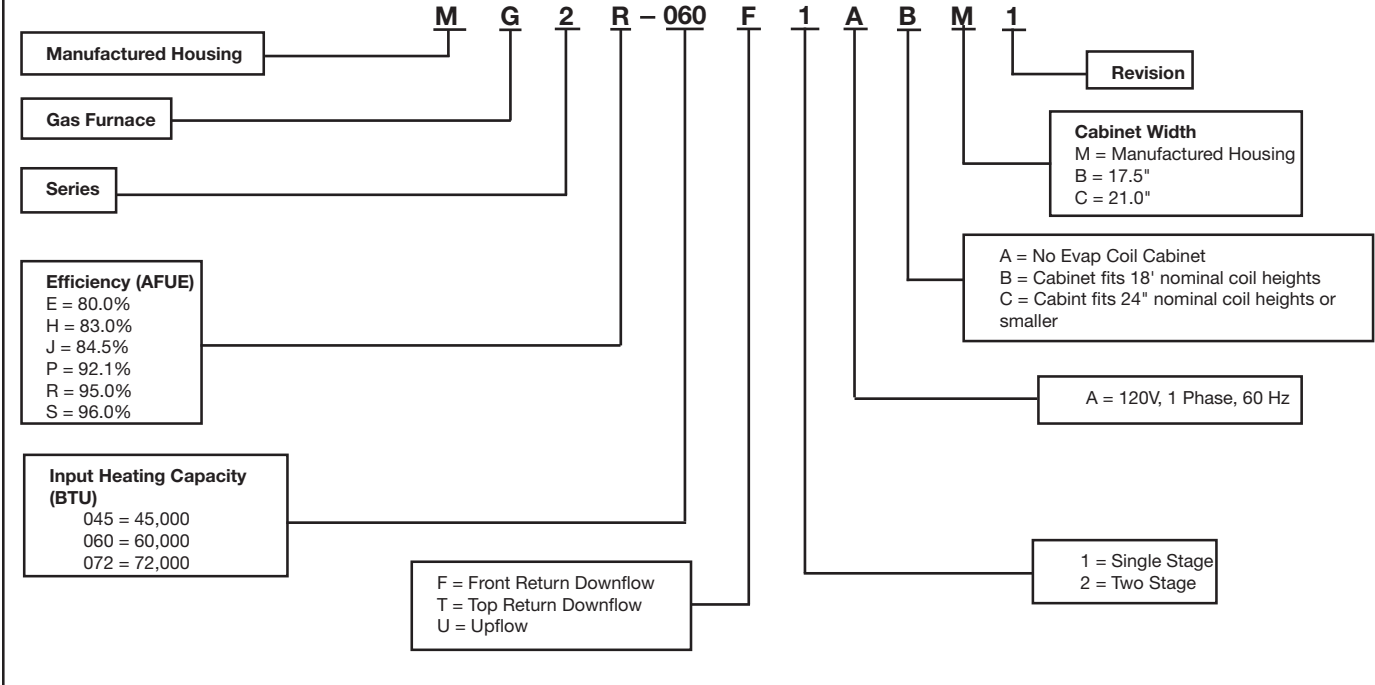 M G 2 R – 060 F 1 A B M 1
Manufactured Housing
Gas Furnace
Series
Efficiency (AFUE)
E = 80.0%
H = 83.0%
J = 84.5%
P = 92.1%
R = 95.0%
S = 96.0%
Input Heating Capacity
(BTU)
045 = 45,000
060 = 60,000
072 = 72,000
F = Front Return Downflow
T = Top Return Downflow
U = Upflow
1 = Single Stage
2 = Two Stage
A = 120V, 1 Phase, 60 Hz
A = No Evap Coil Cabinet
B = Cabinet fits 18' nominal coil heights
C = Cabint fits 24" nominal coil heights or
smaller
Cabinet Width
M = Manufactured Housing
B = 17.5"
C = 21.0"
Revision